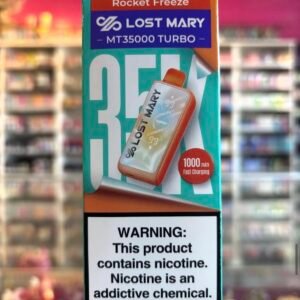 Rocket Freeze
LOST MARY
MT35000 TURBO
35K
LOST MARY
1000 mAh
Fast Charging
WARNING:
This product
contains nicotine.
Nicotine is an
addictive chemical.